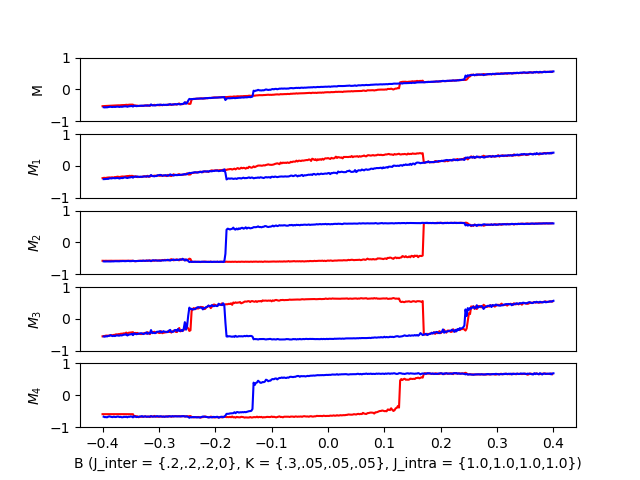 1
0
−1
M
1
0
−1
M₁
1
0
−1
M₂
1
0
−1
M₃
1
0
−1
M₄
−0.4 −0.3 −0.2 −0.1 0.0 0.1 0.2 0.3 0.4
B (J_inter = {.2,.2,.2,0}, K = {.3,.05,.05,.05}, J_intra = {1.0,1.0,1.0,1.0})